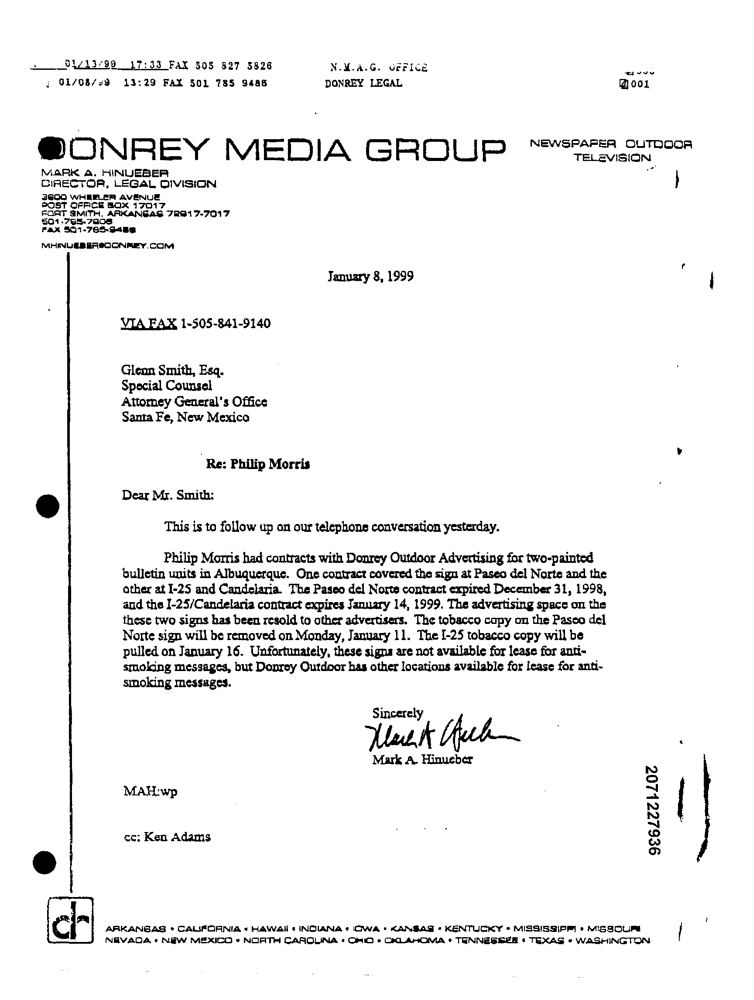 01/13/99 17:33 FAX 505 827 5826 N.M.A.G. OFFICE
01/08/99 13:29 FAX 501 785 9486 DONREY LEGAL 001
DONREY MEDIA GROUP
NEWSPAPER OUTDOOR
TELEVISION
MARK A. HINUEBER
DIRECTOR, LEGAL DIVISION
3600 WHEELER AVENUE
POST OFFICE BOX 17017
FORT SMITH, ARKANSAS 72917-7017
FAX 501-785-9486
MHINUEBER@DONREY.COM
January 8, 1999
VIA FAX 1-505-841-9140
Glenn Smith, Esq.
Special Counsel
Attorney General's Office
Santa Fe, New Mexico
Re: Philip Morris
Dear Mr. Smith:
This is to follow up on our telephone conversation yesterday.
Philip Morris had contracts with Donrey Outdoor Advertising for two-painted
bulletin units in Albuquerque. One contract covered the sign at Paseo del Norte and the
other at I-25 and Candelaria. The Paseo del Norte contract expired December 31, 1998,
and the I-25/Candelaria contract expires January 14, 1999. The advertising space on the
these two signs has been resold to other advertisers. The tobacco copy on the Paseo del
Norte sign will be removed on Monday, January 11. The I-25 tobacco copy will be
pulled on January 16. Unfortunately, these signs are not available for lease for anti-
smoking messages, but Donrey Outdoor has other locations available for lease for anti-
smoking messages.
Sincerely
Mark A. Hinueber
MAH:wp
cc: Ken Adams
2071227936
dr
ARKANSAS • CALIFORNIA • HAWAII • INDIANA • IOWA • KANSAS • KENTUCKY • MISSISSIPPI • MISSOURI
NEVADA • NEW MEXICO • NORTH CAROLINA • OHIO • OKLAHOMA • TENNESSEE • TEXAS • WASHINGTON